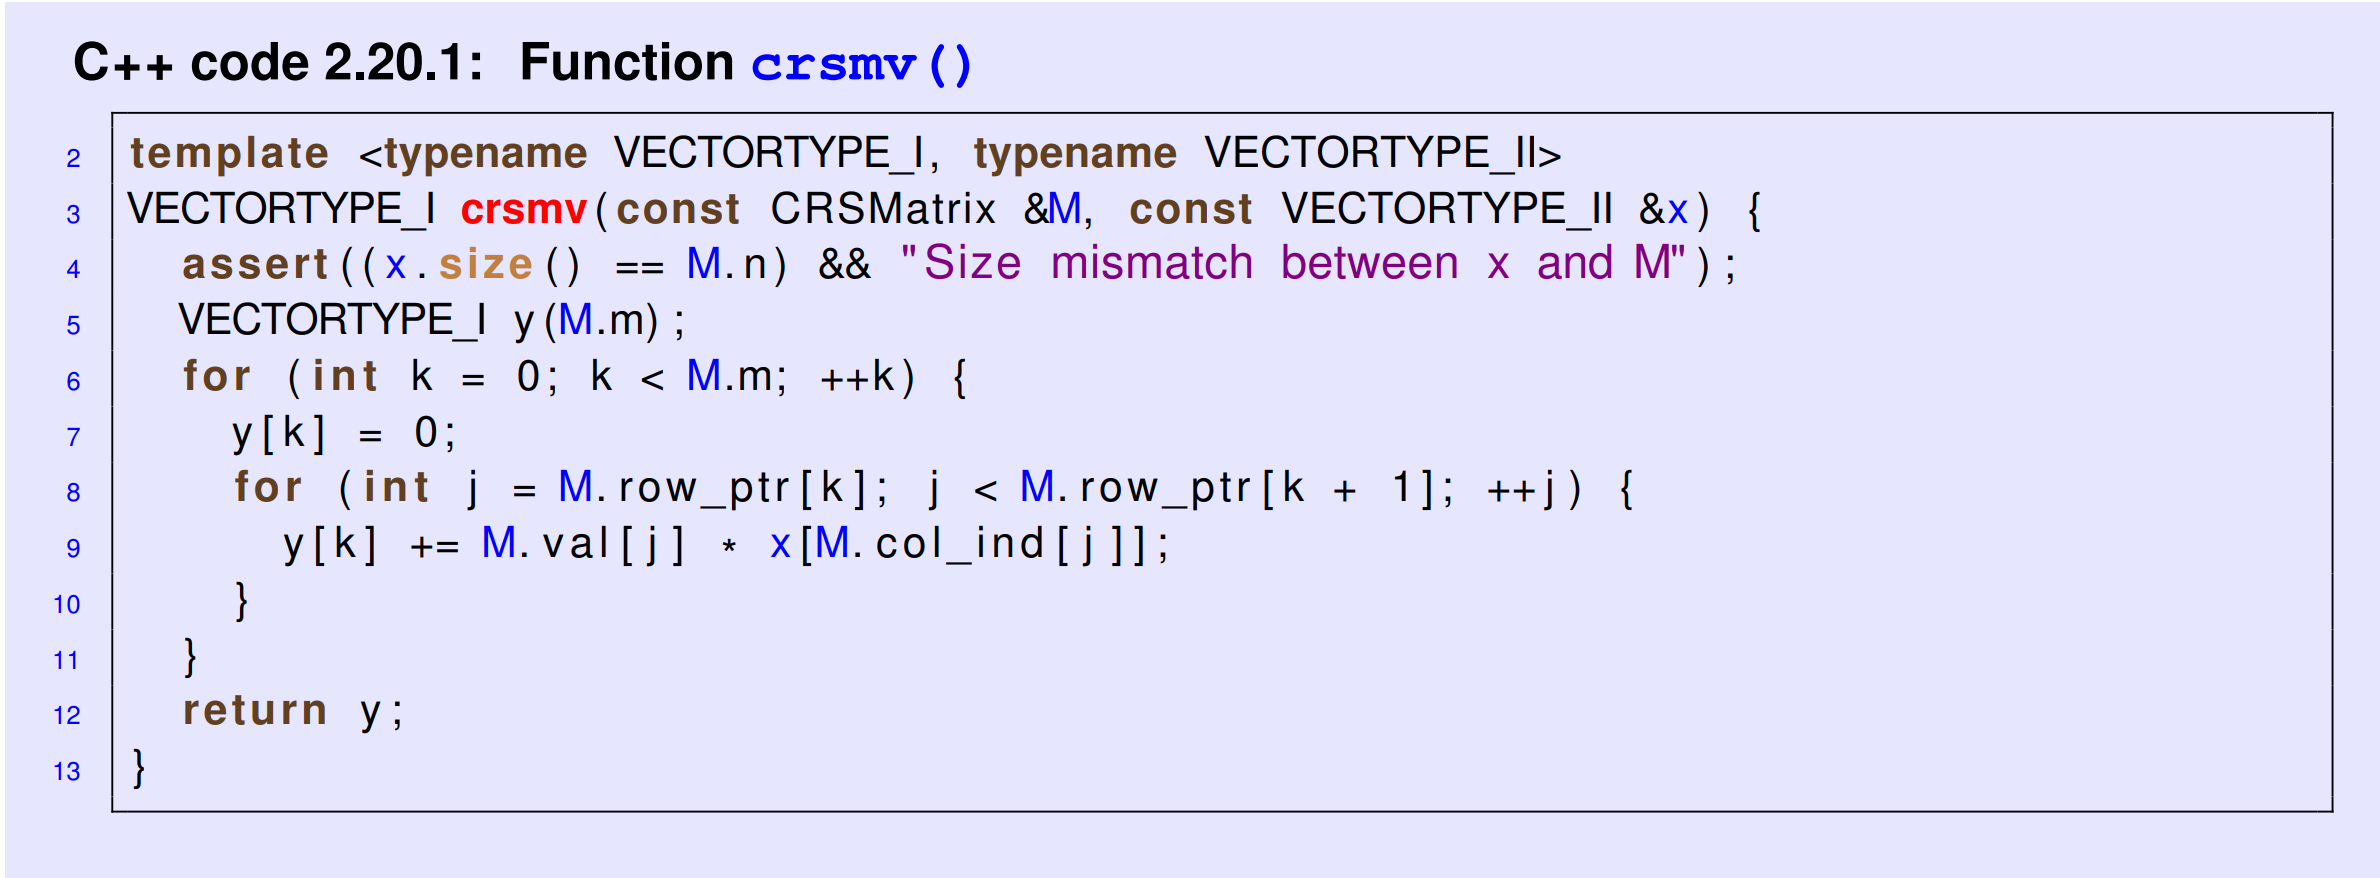 C++ code 2.20.1: Function crsmv()
2 template <typename VECTORTYPE_I, typename VECTORTYPE_II>
3 VECTORTYPE_I crsmv(const CRSMatrix &M, const VECTORTYPE_II &x) {
4 assert((x.size() == M.n) && "Size mismatch between x and M");
5 VECTORTYPE_I y(M.m);
6 for (int k = 0; k < M.m; ++k) {
7 y[k] = 0;
8 for (int j = M.row_ptr[k]; j < M.row_ptr[k + 1]; ++j) {
9 y[k] += M.val[j] * x[M.col_ind[j]];
10 }
11 }
12 return y;
13 }